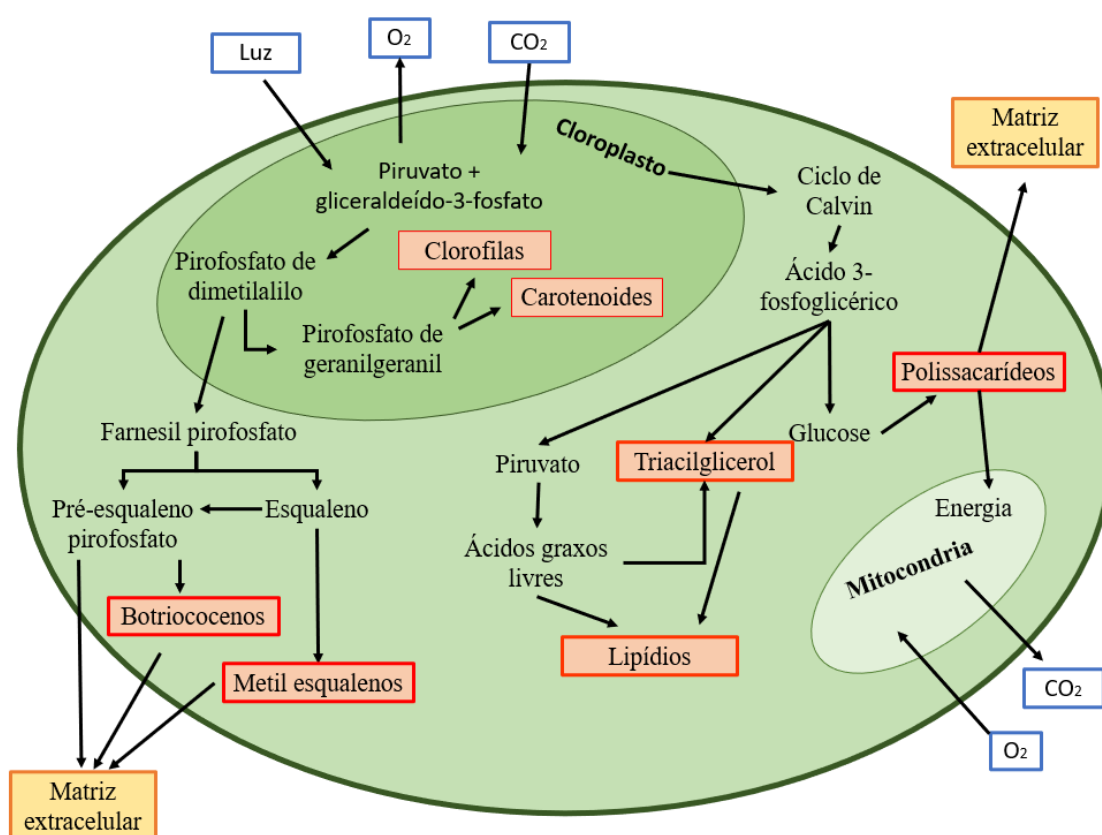 Luz
O₂
CO₂
Cloroplasto
Piruvato +
gliceraldeído-3-fosfato
Pirofosfato de
dimetilalilo
Clorofilas
Carotenoides
Pirofosfato de
geranilgeranil
Ciclo de
Calvin
Ácido 3-
fosfoglicérico
Matriz
extracelular
Polissacarídeos
Glucose
Farnesil pirofosfato
Piruvato
Triacilglicerol
Pré-esqualeno
pirofosfato
Esqualeno
Ácidos graxos
livres
Energia
Mitocondria
Botriococenos
Metil esqualenos
Lipídios
CO₂
O₂
Matriz
extracelular